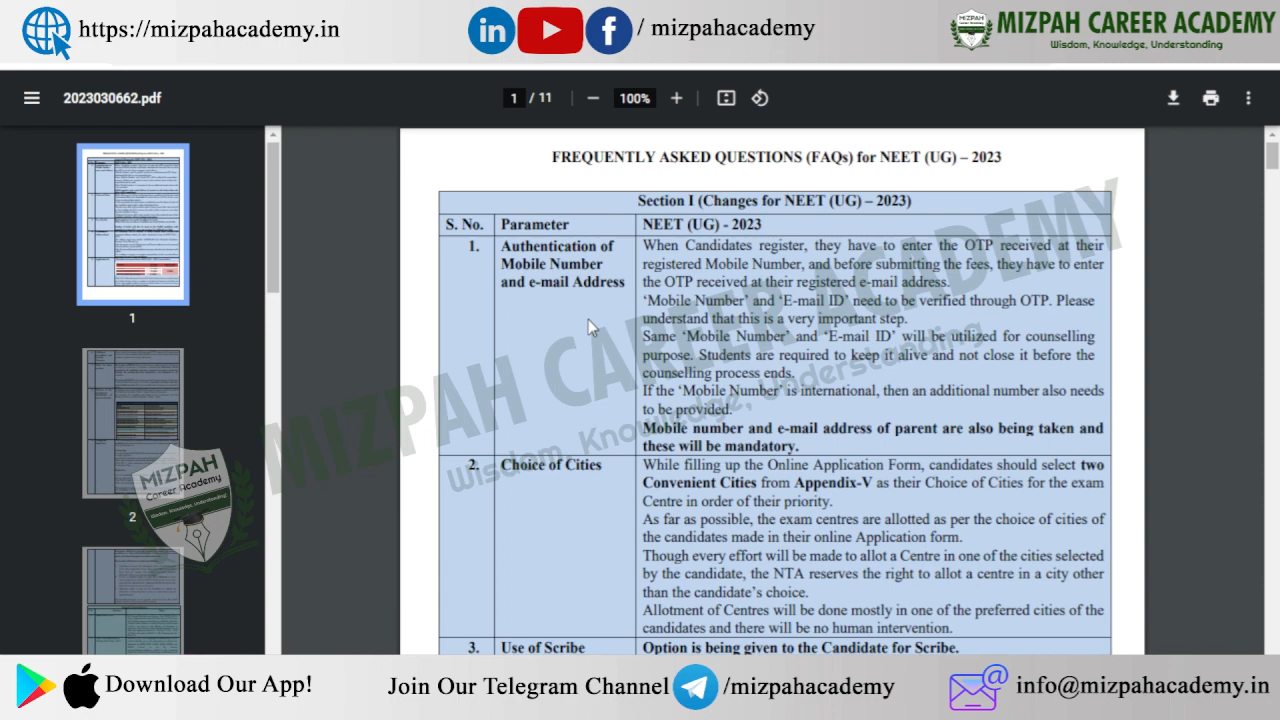 https://mizpahacademy.in
/ mizpahacademy
MIZPAH CAREER ACADEMY
Wisdom, Knowledge, Understanding
2023030662.pdf
1 / 11
100%
FREQUENTLY ASKED QUESTIONS (FAQs) for NEET (UG) – 2023
Section I (Changes for NEET (UG) – 2023)
S. No. Parameter NEET (UG) - 2023
1. Authentication of Mobile Number and e-mail Address
When Candidates register, they have to enter the OTP received at their
registered Mobile Number, and before submitting the fees, they have to enter
the OTP received at their registered e-mail address.
‘Mobile Number’ and ‘E-mail ID’ need to be verified through OTP. Please
understand that this is a very important step.
Same ‘Mobile Number’ and ‘E-mail ID’ will be utilized for counselling
purpose. Students are required to keep it alive and not close it before the
counselling process ends.
If the ‘Mobile Number’ is international, then an additional number also needs
to be provided.
Mobile number and e-mail address of parent are also being taken and
these will be mandatory.
2. Choice of Cities
While filling up the Online Application Form, candidates should select two
Convenient Cities from Appendix-V as their Choice of Cities for the exam
Centre in order of their priority.
As far as possible, the exam centres are allotted as per the choice of cities of
the candidates made in their online Application form.
Though every effort will be made to allot a Centre in one of the cities selected
by the candidate, the NTA reserves the right to allot a centre in a city other
than the candidate’s choice.
Allotment of Centres will be done mostly in one of the preferred cities of the
candidates and there will be no human intervention.
3. Use of Scribe
Option is being given to the Candidate for Scribe.
1
2
MIZPAH
Career Academy
Wisdom, Knowledge, Understanding
MIZPAH CAREER ACADEMY
Wisdom, Knowledge, Understanding
Download Our App!
Join Our Telegram Channel
/mizpahacademy
info@mizpahacademy.in